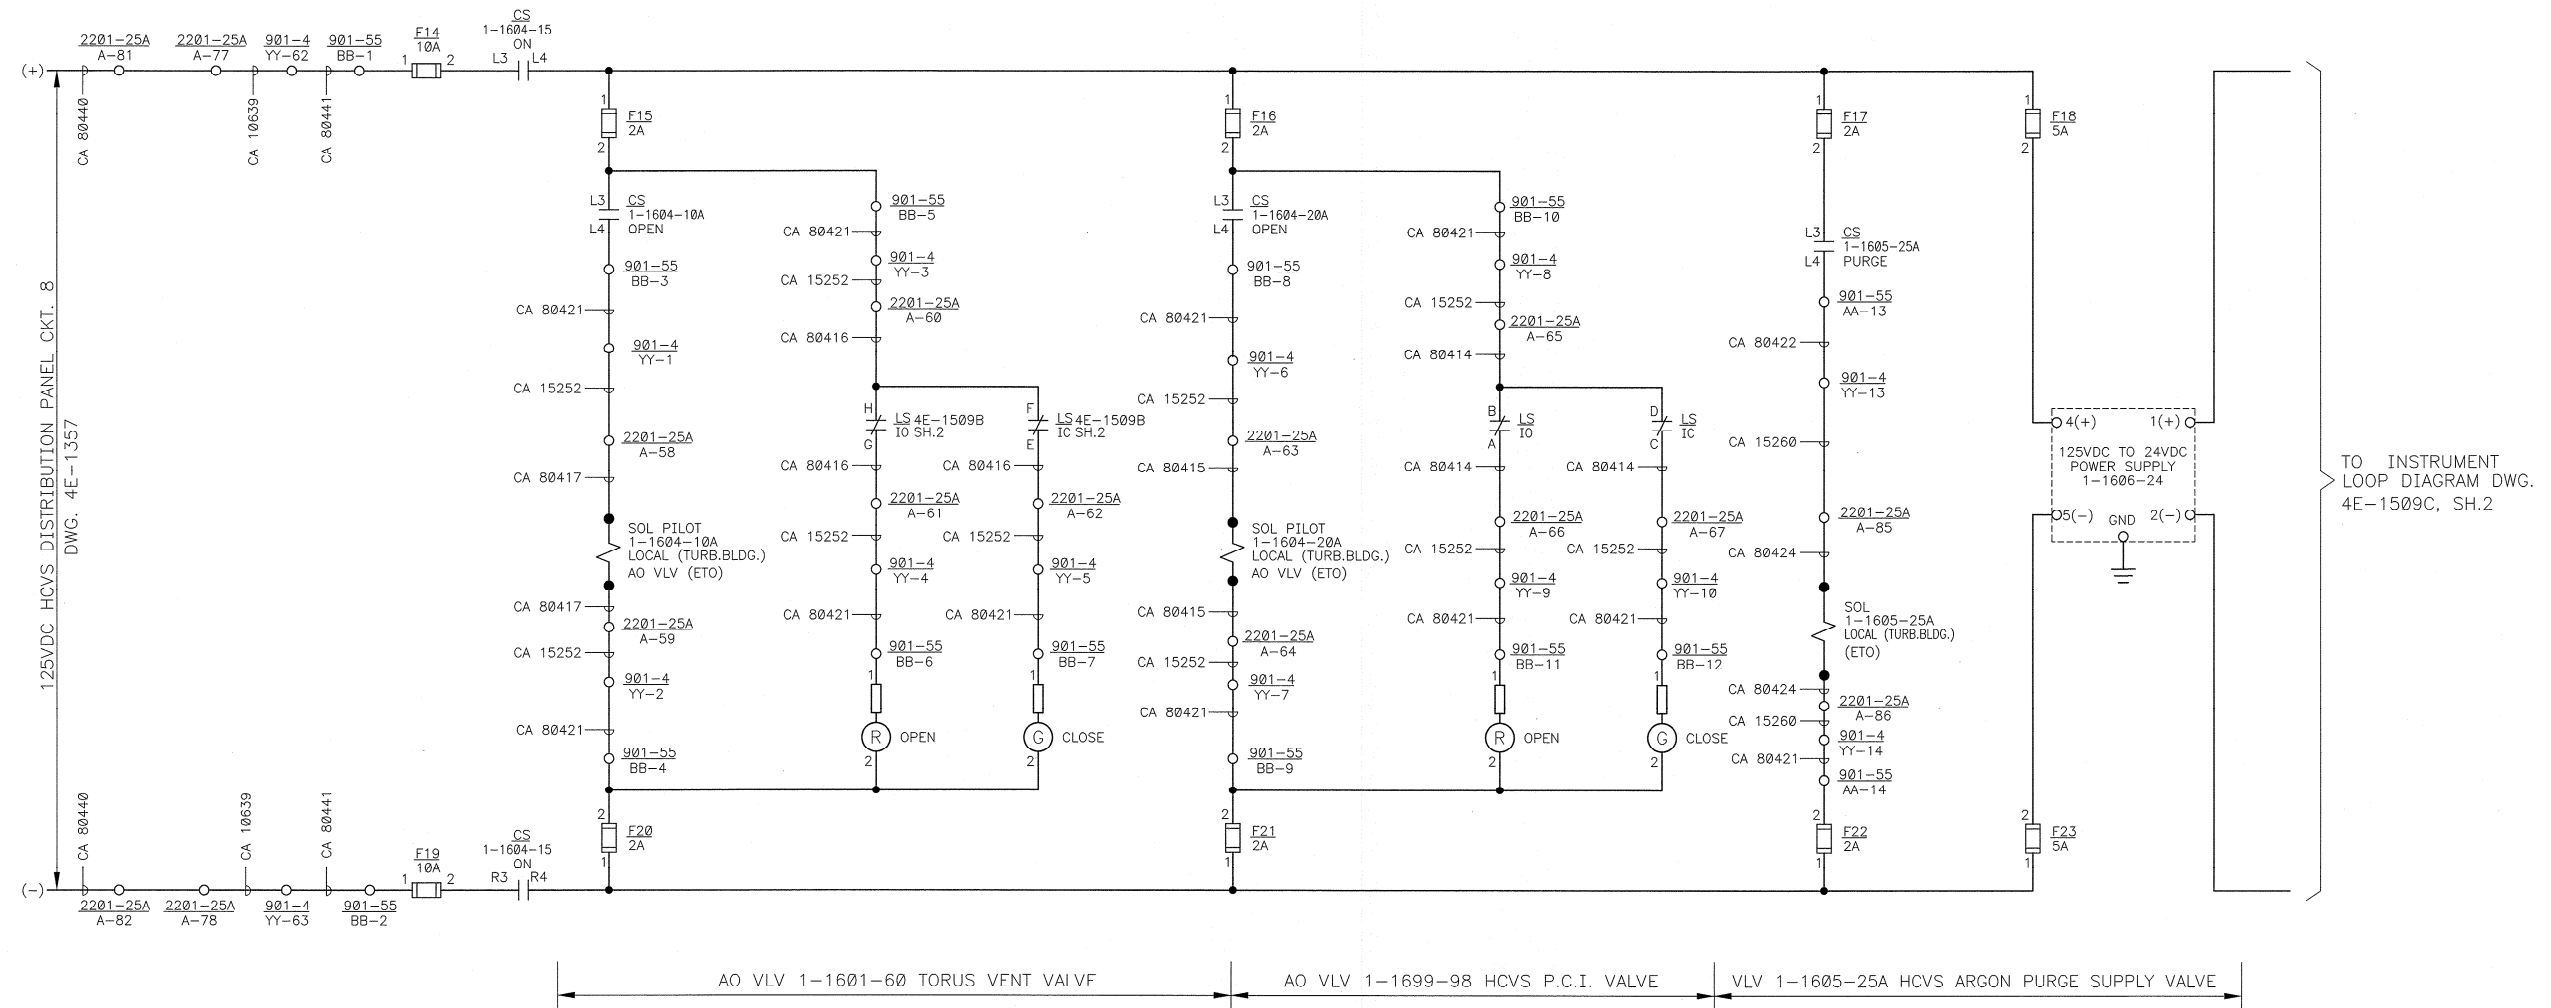 (+)
2201-25A
A-81
2201-25A
A-77
901-4
YY-62
901-55
BB-1
CA 80440
CA 10639
CA 80441
F14
10A
1
2
CS
1-1604-15
ON
L3
L4
125VDC HCVS DISTRIBUTION PANEL CKT. 8
DWG. 4E-1357
(-)
2201-25A
A-82
2201-25A
A-78
901-4
YY-63
901-55
BB-2
CA 80440
CA 10639
CA 80441
F19
10A
1
2
CS
1-1604-15
ON
R3
R4
1
F15
2A
2
L3
CS
1-1604-10A
L4
OPEN
901-55
BB-3
CA 80421
901-4
YY-1
CA 15252
2201-25A
A-58
CA 80417
SOL PILOT
1-1604-10A
LOCAL (TURB.BLDG.)
AO VLV (ETO)
CA 80417
2201-25A
A-59
CA 15252
901-4
YY-2
CA 80421
901-55
BB-4
2
F20
2A
1
901-55
BB-5
CA 80421
901-4
YY-3
CA 15252
2201-25A
A-60
CA 80416
H
LS 4E-1509B
IO SH.2
G
CA 80416
2201-25A
A-61
CA 15252
901-4
YY-4
CA 80421
901-55
BB-6
1
R
OPEN
2
F
LS 4E-1509B
IC SH.2
E
CA 80416
2201-25A
A-62
CA 15252
901-4
YY-5
CA 80421
901-55
BB-7
1
G
CLOSE
2
1
F16
2A
2
L3
CS
1-1604-20A
L4
OPEN
901-55
BB-8
CA 80421
901-4
YY-6
CA 15252
2201-25A
A-63
CA 80415
SOL PILOT
1-1604-20A
LOCAL (TURB.BLDG.)
AO VLV (ETO)
CA 80415
2201-25A
A-64
CA 15252
901-4
YY-7
CA 80421
901-55
BB-9
2
F21
2A
1
901-55
BB-10
CA 80421
901-4
YY-8
CA 15252
2201-25A
A-65
CA 80414
B
LS
IO
A
CA 80414
2201-25A
A-66
CA 15252
901-4
YY-9
CA 80421
901-55
BB-11
1
R
OPEN
2
D
LS
IC
C
CA 80414
2201-25A
A-67
CA 15252
901-4
YY-10
CA 80421
901-55
BB-12
1
G
CLOSE
2
1
F17
2A
2
L3
CS
1-1605-25A
L4
PURGE
901-55
AA-13
CA 80422
901-4
YY-13
CA 15260
2201-25A
A-85
CA 80424
SOL
1-1605-25A
LOCAL (TURB.BLDG.)
(ETO)
CA 80424
2201-25A
A-86
CA 15260
901-4
YY-14
CA 80421
901-55
AA-14
2
F22
2A
1
1
F18
5A
2
4(+)
1(+)
125VDC TO 24VDC
POWER SUPPLY
1-1606-24
5(-)
GND
2(-)
2
F23
5A
1
TO INSTRUMENT
LOOP DIAGRAM DWG.
4E-1509C, SH.2
AO VLV 1-1601-60 TORUS VENT VALVE
AO VLV 1-1699-98 HCVS P.C.I. VALVE
VLV 1-1605-25A HCVS ARGON PURGE SUPPLY VALVE